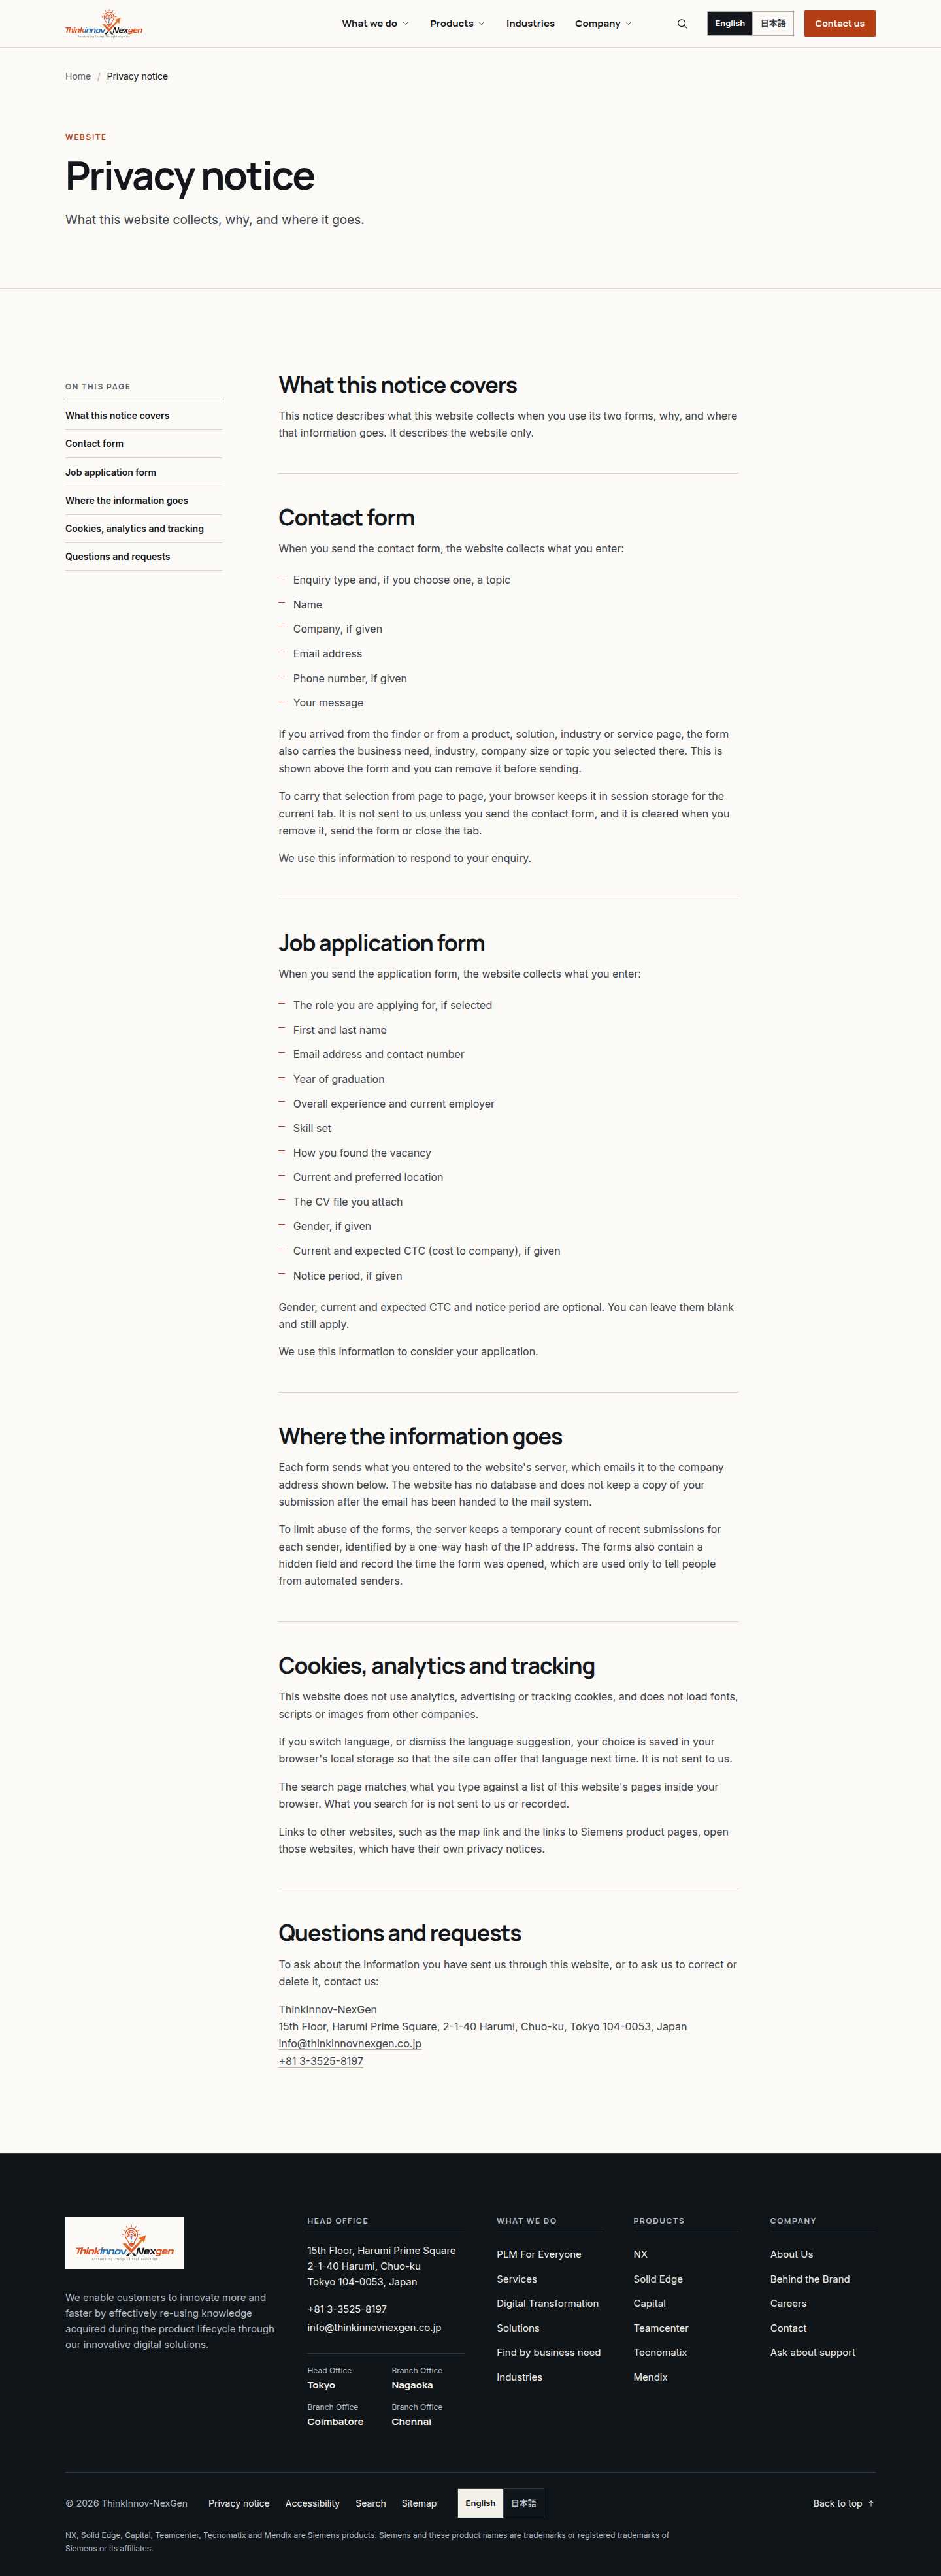 ThinkinnovXNexgen
What we do
Products
Industries
Company
English
日本語
Contact us
Home / Privacy notice
WEBSITE
Privacy notice
What this website collects, why, and where it goes.
ON THIS PAGE
What this notice covers
Contact form
Job application form
Where the information goes
Cookies, analytics and tracking
Questions and requests
What this notice covers
This notice describes what this website collects when you use its two forms, why, and where
that information goes. It describes the website only.
Contact form
When you send the contact form, the website collects what you enter:
Enquiry type and, if you choose one, a topic
Name
Company, if given
Email address
Phone number, if given
Your message
If you arrived from the finder or from a product, solution, industry or service page, the form
also carries the business need, industry, company size or topic you selected there. This is
shown above the form and you can remove it before sending.
To carry that selection from page to page, your browser keeps it in session storage for the
current tab. It is not sent to us unless you send the contact form, and it is cleared when you
remove it, send the form or close the tab.
We use this information to respond to your enquiry.
Job application form
When you send the application form, the website collects what you enter:
The role you are applying for, if selected
First and last name
Email address and contact number
Year of graduation
Overall experience and current employer
Skill set
How you found the vacancy
Current and preferred location
The CV file you attach
Gender, if given
Current and expected CTC (cost to company), if given
Notice period, if given
Gender, current and expected CTC and notice period are optional. You can leave them blank
and still apply.
We use this information to consider your application.
Where the information goes
Each form sends what you entered to the website's server, which emails it to the company
address shown below. The website has no database and does not keep a copy of your
submission after the email has been handed to the mail system.
To limit abuse of the forms, the server keeps a temporary count of recent submissions for
each sender, identified by a one-way hash of the IP address. The forms also contain a
hidden field and record the time the form was opened, which are used only to tell people
from automated senders.
Cookies, analytics and tracking
This website does not use analytics, advertising or tracking cookies, and does not load fonts,
scripts or images from other companies.
If you switch language, or dismiss the language suggestion, your choice is saved in your
browser's local storage so that the site can offer that language next time. It is not sent to us.
The search page matches what you type against a list of this website's pages inside your
browser. What you search for is not sent to us or recorded.
Links to other websites, such as the map link and the links to Siemens product pages, open
those websites, which have their own privacy notices.
Questions and requests
To ask about the information you have sent us through this website, or to ask us to correct or
delete it, contact us:
ThinkInnov-NexGen
15th Floor, Harumi Prime Square, 2-1-40 Harumi, Chuo-ku, Tokyo 104-0053, Japan
info@thinkinnovnexgen.co.jp
+81 3-3525-8197
ThinkinnovXNexgen
We enable customers to innovate more and
faster by effectively re-using knowledge
acquired during the product lifecycle through
our innovative digital solutions.
HEAD OFFICE
15th Floor, Harumi Prime Square
2-1-40 Harumi, Chuo-ku
Tokyo 104-0053, Japan
+81 3-3525-8197
info@thinkinnovnexgen.co.jp
Head Office
Tokyo
Branch Office
Nagaoka
Branch Office
Coimbatore
Branch Office
Chennai
WHAT WE DO
PLM For Everyone
Services
Digital Transformation
Solutions
Find by business need
Industries
PRODUCTS
NX
Solid Edge
Capital
Teamcenter
Tecnomatix
Mendix
COMPANY
About Us
Behind the Brand
Careers
Contact
Ask about support
© 2026 ThinkInnov-NexGen
Privacy notice
Accessibility
Search
Sitemap
English
日本語
Back to top ↑
NX, Solid Edge, Capital, Teamcenter, Tecnomatix and Mendix are Siemens products. Siemens and these product names are trademarks or registered trademarks of
Siemens or its affiliates.